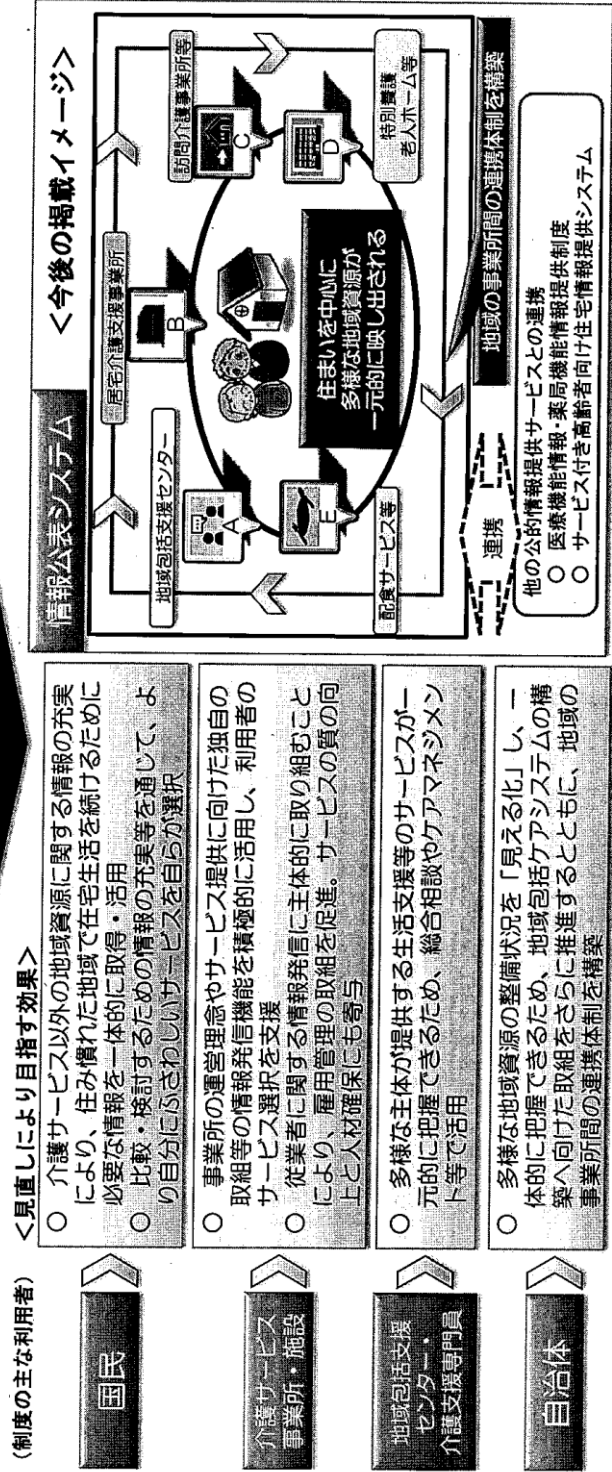 (制度の主な利用者)
<見直しにより目指す効果>
国民
○ 介護サービス以外の地域資源に関する情報の充実
により、住み慣れた地域で在宅生活を続けるために
必要な情報を一体的に取得・活用
○ 比較・検討するための情報の充実等を通じて、よ
り自分にふさわしいサービスを自らが選択
介護サービス
事業所・施設
○ 事業所の運営理念やサービス提供に向けた独自の
取組等の情報発信機能を積極的に活用し、利用者の
サービス選択を支援
○ 従業者に関する情報発信に主体的に取り組むこと
により、雇用管理の取組を促進。サービスの質の向
上と人材確保にも寄与
地域包括支援
センター・
介護支援専門員
○ 多様な主体が提供する生活支援等のサービスが一
元的に把握できるため、総合相談やケアマネジメン
ト等で活用
自治体
○ 多様な地域資源の整備状況を「見える化」し、一
体的に把握できるため、地域包括ケアシステムの構
築へ向けた取組をさらに推進するとともに、地域の
事業所間の連携体制を構築
情報公表システム
<今後の掲載イメージ>
地域包括支援センター
居宅介護支援事業所
訪問介護事業所等
A
B
C
D
E
住まいを中心に
多様な地域資源が
一元的に映し出される
配食サービス等
特別養護
老人ホーム等
地域の事業所間の連携体制を構築
連携
他の公的情報提供サービスとの連携
○ 医療機能情報・薬局機能情報提供制度
○ サービス付き高齢者向け住宅情報提供システム